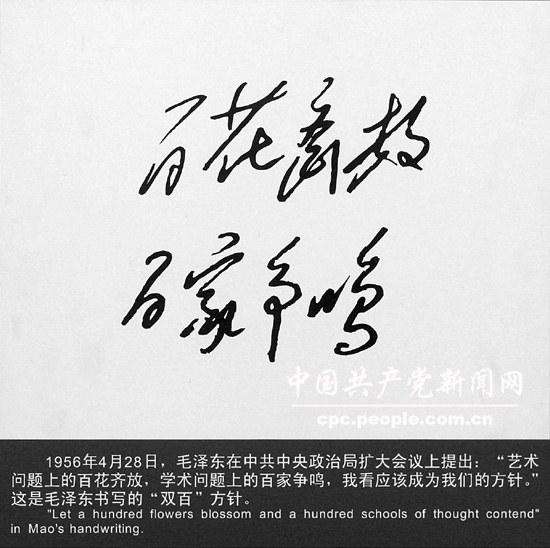 百花齐放
百家争鸣
中国共产党新闻网
cpc.people.com.cn
1956年4月28日，毛泽东在中共中央政治局扩大会议上提出：“艺术
问题上的百花齐放，学术问题上的百家争鸣，我看应该成为我们的方针。”
这是毛泽东书写的“双百”方针。
"Let a hundred flowers blossom and a hundred schools of thought contend"
in Mao's handwriting.